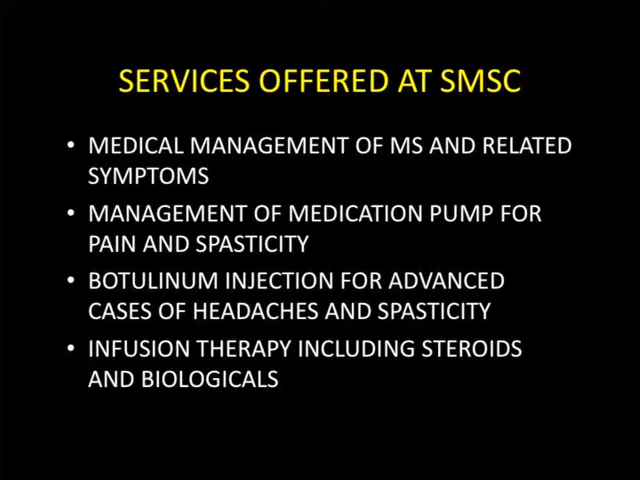 SERVICES OFFERED AT SMSC
• MEDICAL MANAGEMENT OF MS AND RELATED
SYMPTOMS
• MANAGEMENT OF MEDICATION PUMP FOR
PAIN AND SPASTICITY
• BOTULINUM INJECTION FOR ADVANCED
CASES OF HEADACHES AND SPASTICITY
• INFUSION THERAPY INCLUDING STEROIDS
AND BIOLOGICALS